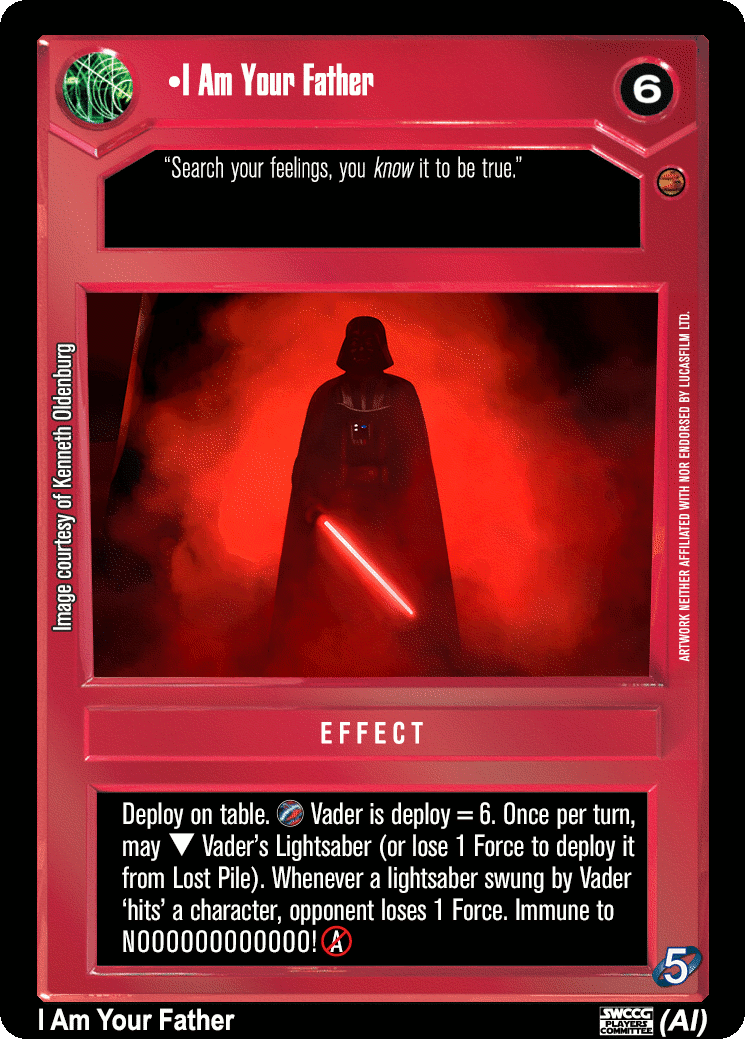 •I Am Your Father
6
“Search your feelings, you know it to be true.”
Image courtesy of Kenneth Oldenburg
ARTWORK NEITHER AFFILIATED WITH NOR ENDORSED BY LUCASFILM LTD.
EFFECT
Deploy on table. Vader is deploy = 6. Once per turn,
may ▼ Vader’s Lightsaber (or lose 1 Force to deploy it
from Lost Pile). Whenever a lightsaber swung by Vader
‘hits’ a character, opponent loses 1 Force. Immune to
NOOOOOOOOOOOO! A
5
I Am Your Father
SWCCG
PLAYERS
COMMITTEE
(AI)